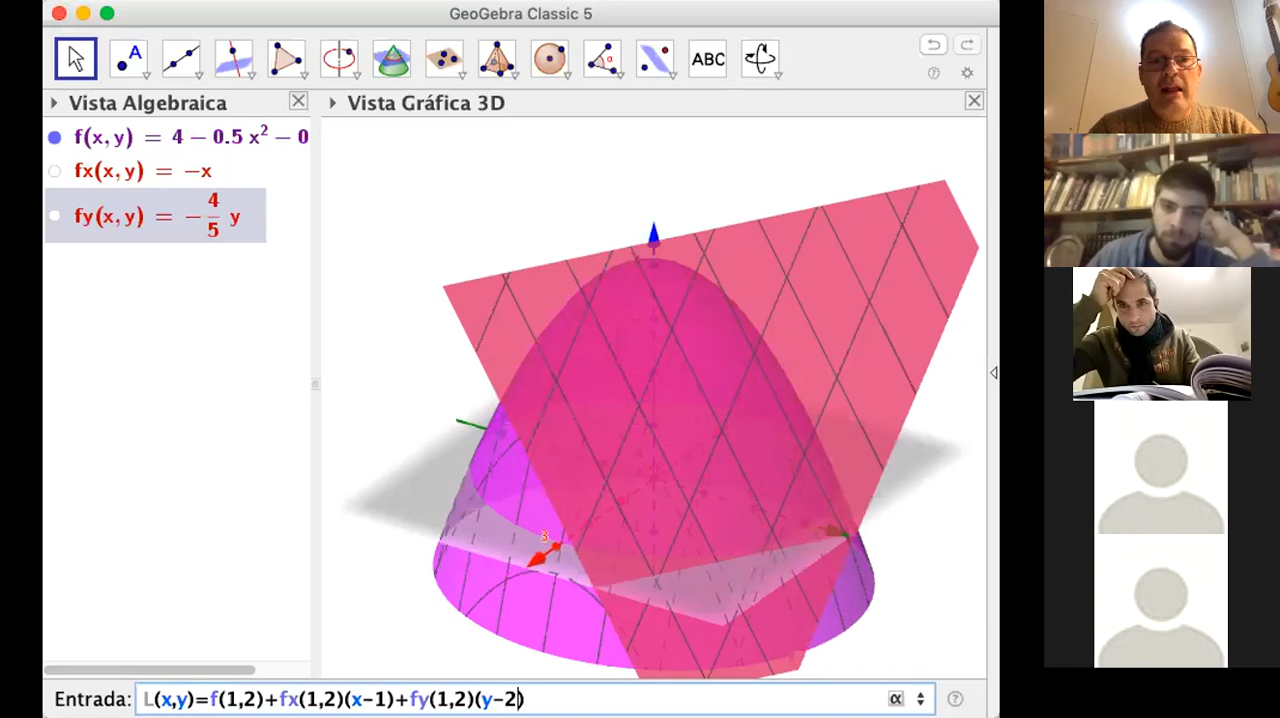 GeoGebra Classic 5
A
α
ABC
Vista Algebraica
Vista Gráfica 3D
f(x, y) = 4 − 0.5 x² − 0
fx(x, y) = −x
fy(x, y) = − 4/5 y
3
Entrada: L(x,y)=f(1,2)+fx(1,2)(x−1)+fy(1,2)(y−2)
α